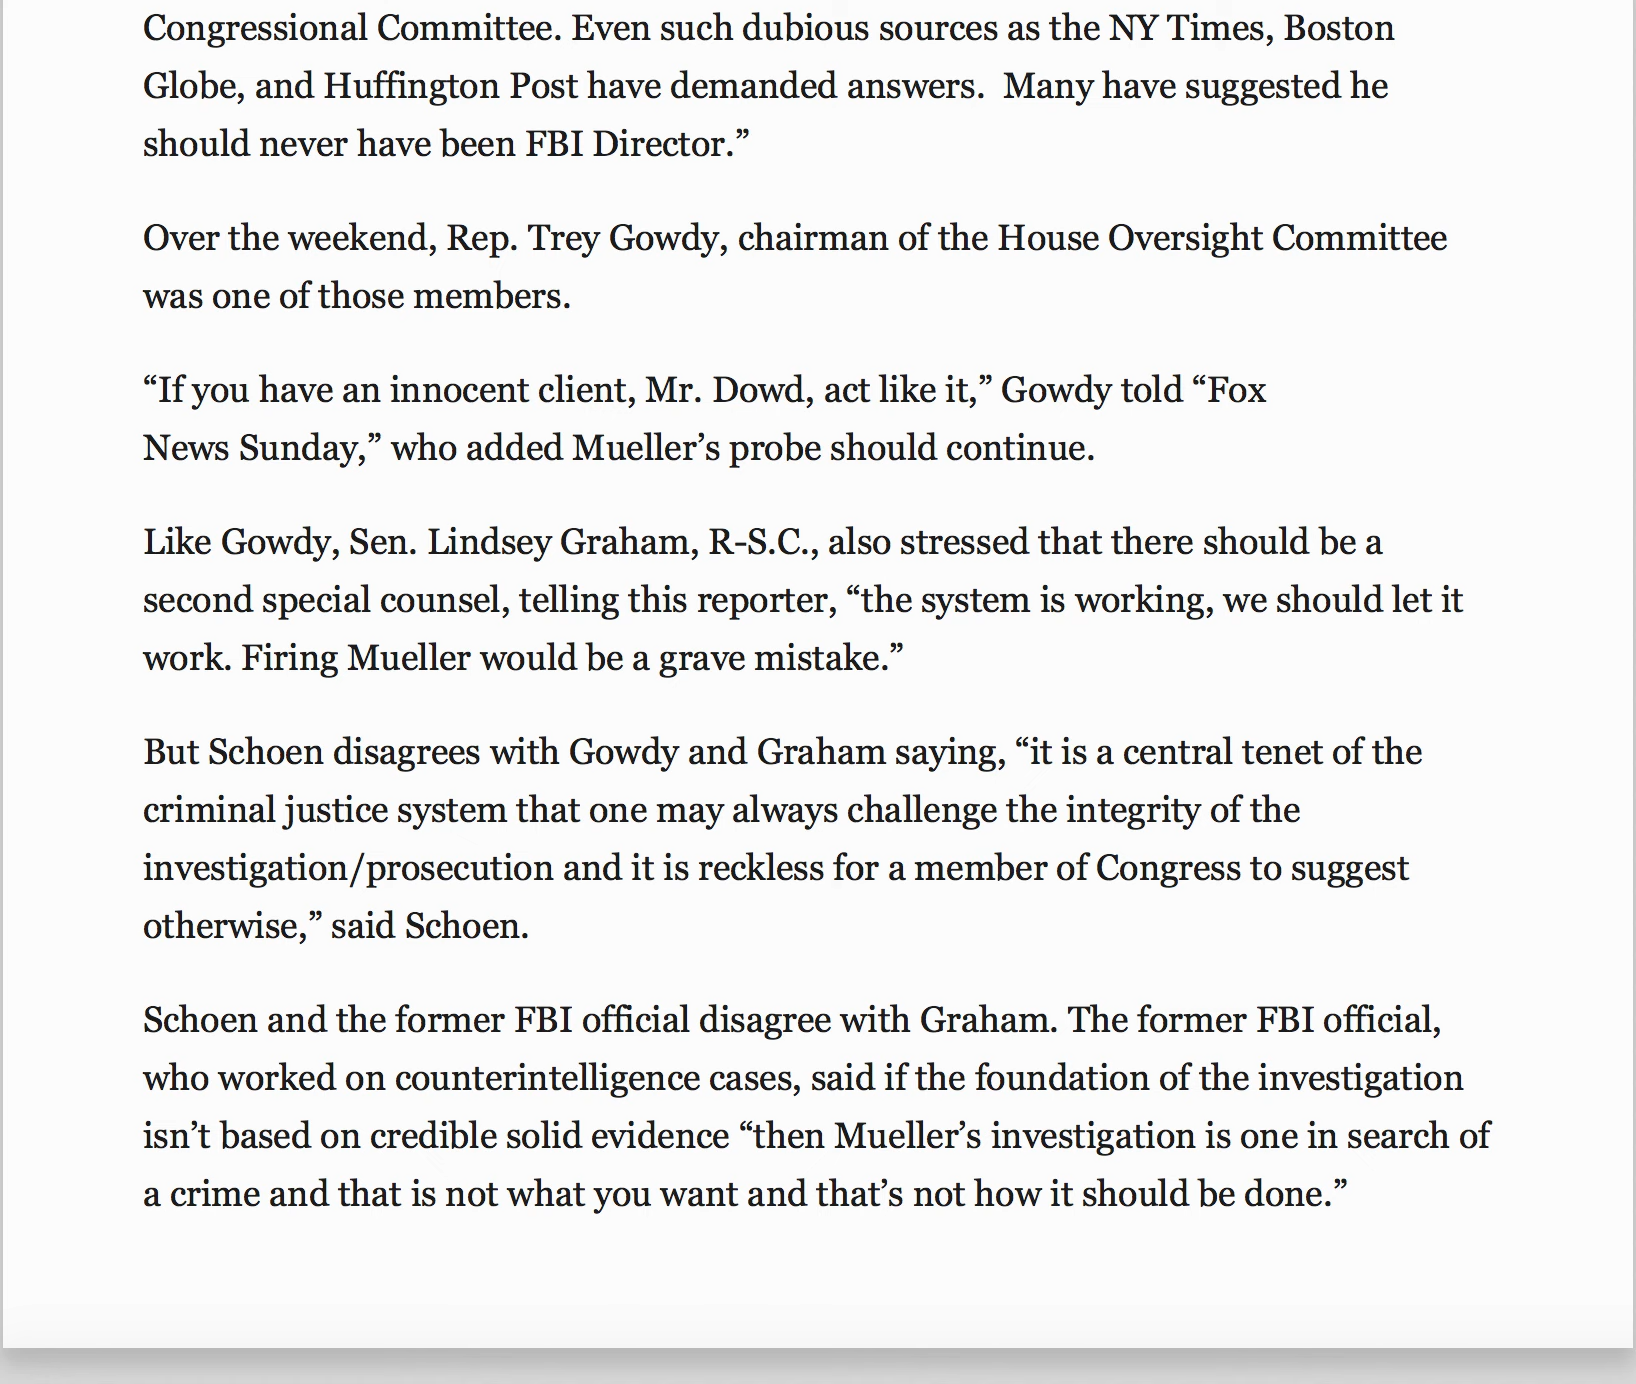 Congressional Committee. Even such dubious sources as the NY Times, Boston
Globe, and Huffington Post have demanded answers.  Many have suggested he
should never have been FBI Director.”
Over the weekend, Rep. Trey Gowdy, chairman of the House Oversight Committee
was one of those members.
“If you have an innocent client, Mr. Dowd, act like it,” Gowdy told “Fox
News Sunday,” who added Mueller’s probe should continue.
Like Gowdy, Sen. Lindsey Graham, R-S.C., also stressed that there should be a
second special counsel, telling this reporter, “the system is working, we should let it
work. Firing Mueller would be a grave mistake.”
But Schoen disagrees with Gowdy and Graham saying, “it is a central tenet of the
criminal justice system that one may always challenge the integrity of the
investigation/prosecution and it is reckless for a member of Congress to suggest
otherwise,” said Schoen.
Schoen and the former FBI official disagree with Graham. The former FBI official,
who worked on counterintelligence cases, said if the foundation of the investigation
isn’t based on credible solid evidence “then Mueller’s investigation is one in search of
a crime and that is not what you want and that’s not how it should be done.”